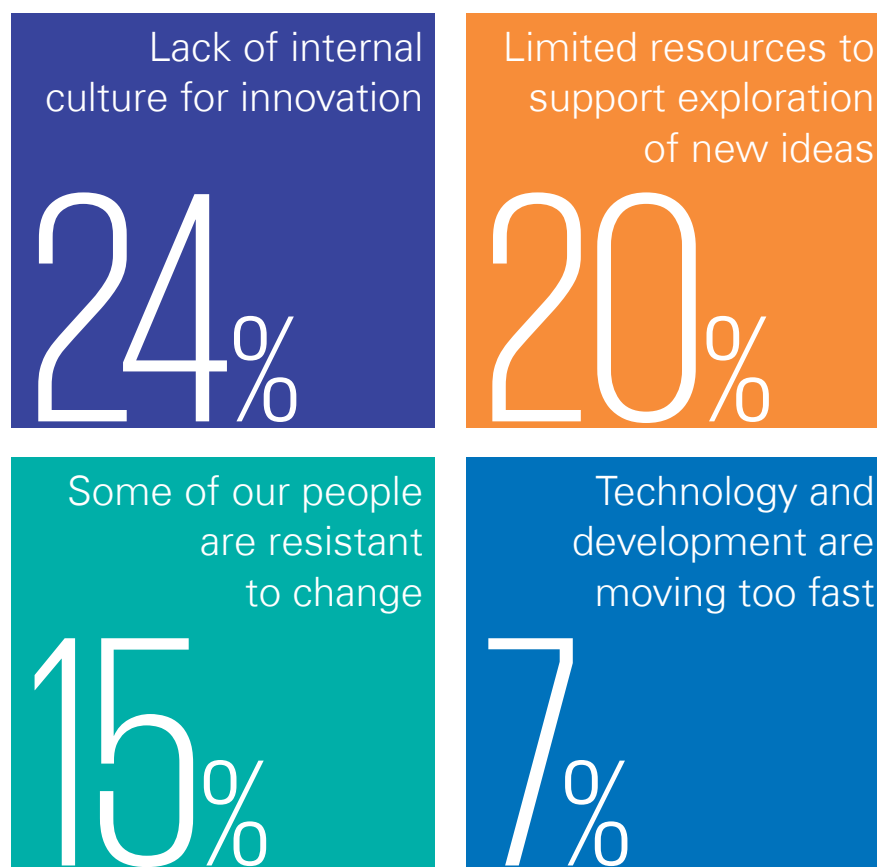 Lack of internal
culture for innovation
24%
Limited resources to
support exploration
of new ideas
20%
Some of our people
are resistant
to change
15%
Technology and
development are
moving too fast
7%